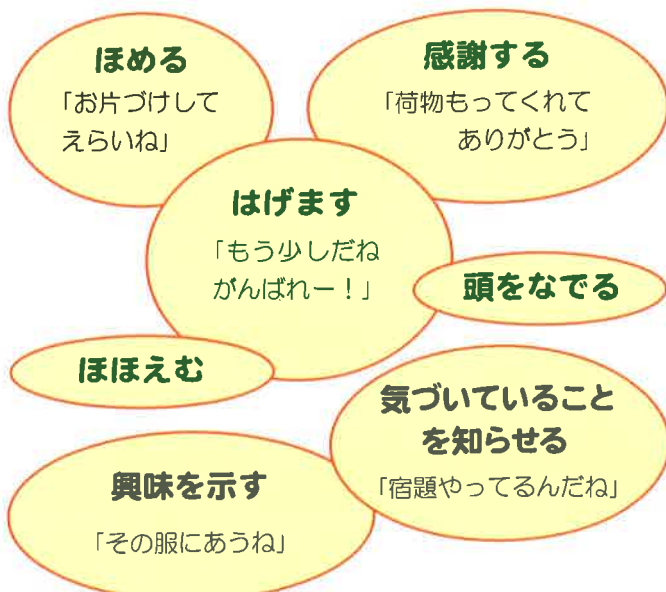 ほめる
「お片づけして
えらいね」
感謝する
「荷物もってくれて
ありがとう」
はげます
「もう少しだね
がんばれー！」
頭をなでる
ほほえむ
気づいていること
を知らせる
「宿題やってるんだね」
興味を示す
「その服にあうね」